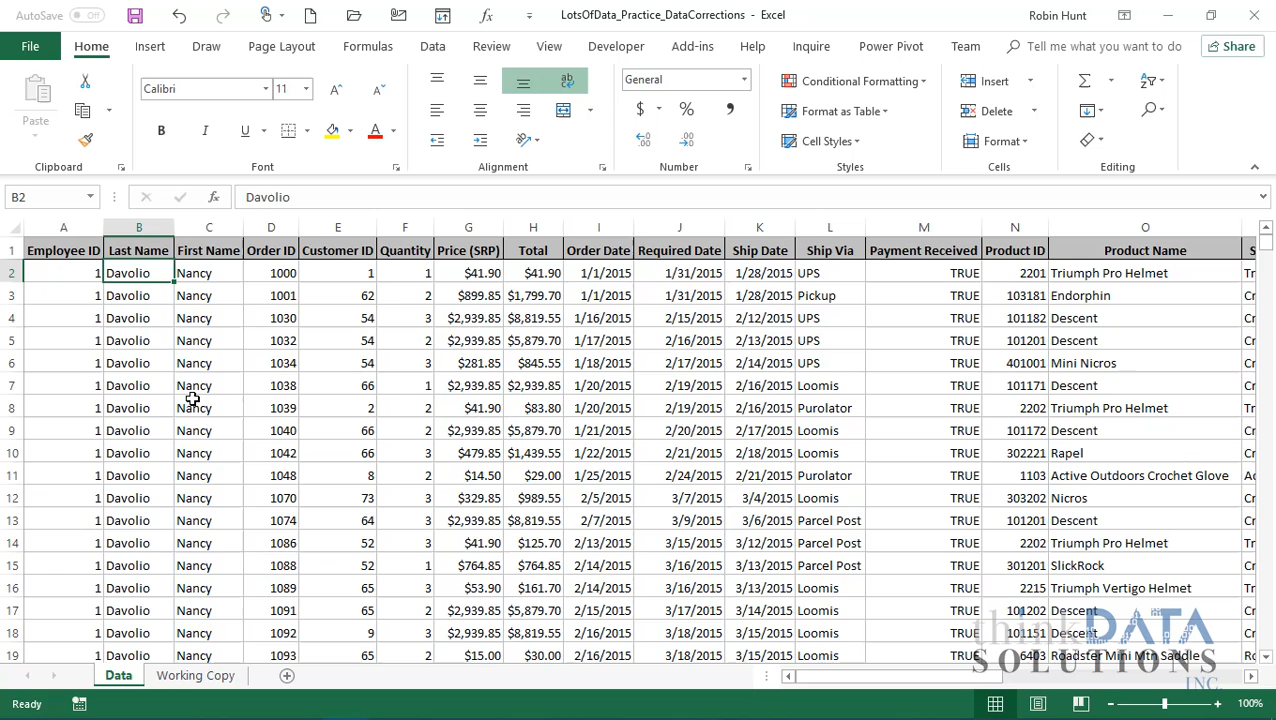 AutoSave Off LotsOfData_Practice_DataCorrections - Excel Robin Hunt
File Home Insert Draw Page Layout Formulas Data Review View Developer Add-ins Help Inquire Power Pivot Team Tell me what you want to do Share
Paste Calibri 11 General Conditional Formatting Insert
Format as Table Delete
B I U A $ % , Cell Styles Format
Clipboard Font Alignment Number Styles Cells Editing
B2 fx Davolio
A B C D E F G H I J K L M N O
1 Employee ID Last Name First Name Order ID Customer ID Quantity Price (SRP) Total Order Date Required Date Ship Date Ship Via Payment Received Product ID Product Name S
2 1 Davolio Nancy 1000 1 1 $41.90 $41.90 1/1/2015 1/31/2015 1/28/2015 UPS TRUE 2201 Triumph Pro Helmet Tr
3 1 Davolio Nancy 1001 62 2 $899.85 $1,799.70 1/1/2015 1/31/2015 1/28/2015 Pickup TRUE 103181 Endorphin Cr
4 1 Davolio Nancy 1030 54 3 $2,939.85 $8,819.55 1/16/2015 2/15/2015 2/12/2015 UPS TRUE 101182 Descent Cr
5 1 Davolio Nancy 1032 54 2 $2,939.85 $5,879.70 1/17/2015 2/16/2015 2/13/2015 UPS TRUE 101201 Descent Cr
6 1 Davolio Nancy 1034 54 3 $281.85 $845.55 1/18/2015 2/17/2015 2/14/2015 UPS TRUE 401001 Mini Nicros Cr
7 1 Davolio Nancy 1038 66 1 $2,939.85 $2,939.85 1/20/2015 2/19/2015 2/16/2015 Loomis TRUE 101171 Descent Cr
8 1 Davolio Nancy 1039 2 2 $41.90 $83.80 1/20/2015 2/19/2015 2/16/2015 Purolator TRUE 2202 Triumph Pro Helmet Tr
9 1 Davolio Nancy 1040 66 2 $2,939.85 $5,879.70 1/21/2015 2/20/2015 2/17/2015 Loomis TRUE 101172 Descent Cr
10 1 Davolio Nancy 1042 66 3 $479.85 $1,439.55 1/22/2015 2/21/2015 2/18/2015 Loomis TRUE 302221 Rapel Cr
11 1 Davolio Nancy 1048 8 2 $14.50 $29.00 1/25/2015 2/24/2015 2/21/2015 Purolator TRUE 1103 Active Outdoors Crochet Glove Ac
12 1 Davolio Nancy 1070 73 3 $329.85 $989.55 2/5/2015 3/7/2015 3/4/2015 Loomis TRUE 303202 Nicros Cr
13 1 Davolio Nancy 1074 64 3 $2,939.85 $8,819.55 2/7/2015 3/9/2015 3/6/2015 Parcel Post TRUE 101201 Descent Cr
14 1 Davolio Nancy 1086 52 3 $41.90 $125.70 2/13/2015 3/15/2015 3/12/2015 Parcel Post TRUE 2202 Triumph Pro Helmet Tr
15 1 Davolio Nancy 1088 52 1 $764.85 $764.85 2/14/2015 3/16/2015 3/13/2015 Parcel Post TRUE 301201 SlickRock Cr
16 1 Davolio Nancy 1089 65 3 $53.90 $161.70 2/14/2015 3/16/2015 3/13/2015 Loomis TRUE 2215 Triumph Vertigo Helmet Tr
17 1 Davolio Nancy 1091 65 2 $2,939.85 $5,879.70 2/15/2015 3/17/2015 3/14/2015 Loomis TRUE 101202 Descent Cr
18 1 Davolio Nancy 1092 9 3 $2,939.85 $8,819.55 2/16/2015 3/18/2015 3/15/2015 Loomis TRUE 101151 Descent Cr
19 1 Davolio Nancy 1093 65 2 $15.00 $30.00 2/16/2015 3/18/2015 3/15/2015 Loomis TRUE 6403 Roadster Mini Mtn Saddle Ro
thinkDATA
SOLUTIONS
INC.
Data Working Copy
Ready 100%